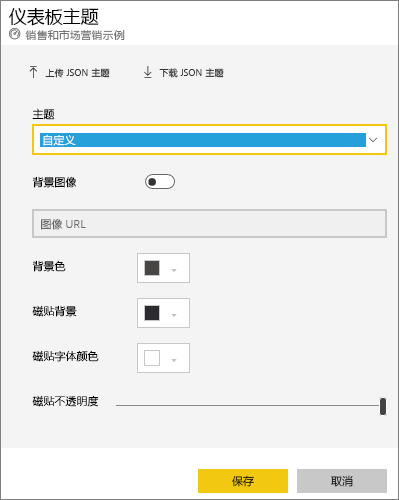 仪表板主题
销售和市场营销示例
上传 JSON 主题 下载 JSON 主题
主题
自定义
背景图像
图像 URL
背景色
磁贴背景
磁贴字体颜色
磁贴不透明度
保存 取消